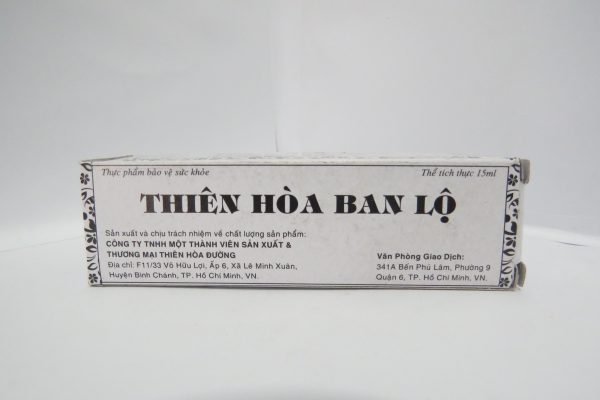 Thực phẩm bảo vệ sức khỏe
Thể tích thực 15ml
THIÊN HÒA BAN LỘ
Sản xuất và chịu trách nhiệm về chất lượng sản phẩm:
CÔNG TY TNHH MỘT THÀNH VIÊN SẢN XUẤT &
THƯƠNG MẠI THIÊN HÒA ĐƯỜNG
Địa chỉ: F11/33 Võ Hữu Lợi, Ấp 6, Xã Lê Minh Xuân,
Huyện Bình Chánh, TP. Hồ Chí Minh, VN.
Văn Phòng Giao Dịch:
341A Bến Phú Lâm, Phường 9
Quận 6, TP. Hồ Chí Minh, VN.